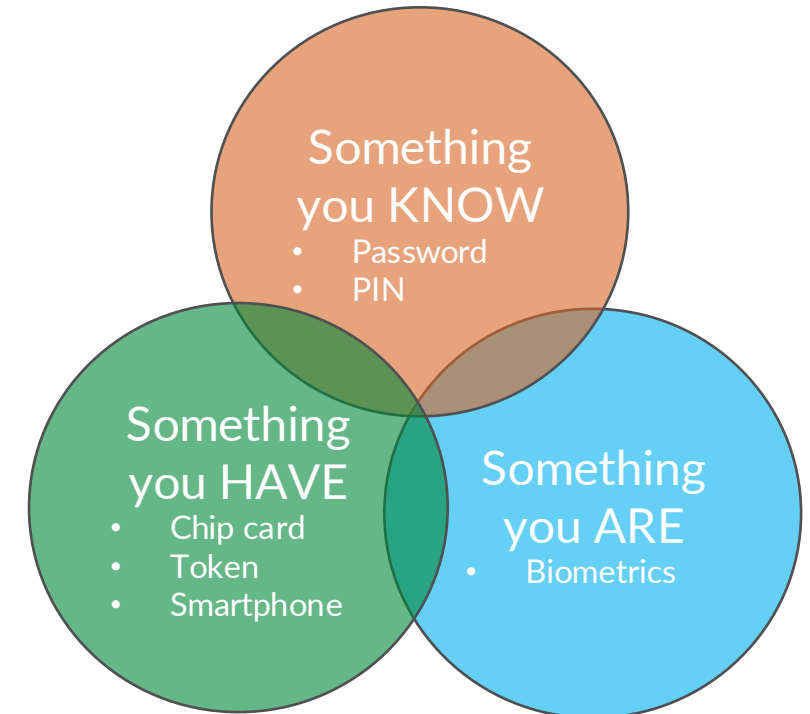 Something
you KNOW
• Password
• PIN
Something
you HAVE
• Chip card
• Token
• Smartphone
Something
you ARE
• Biometrics